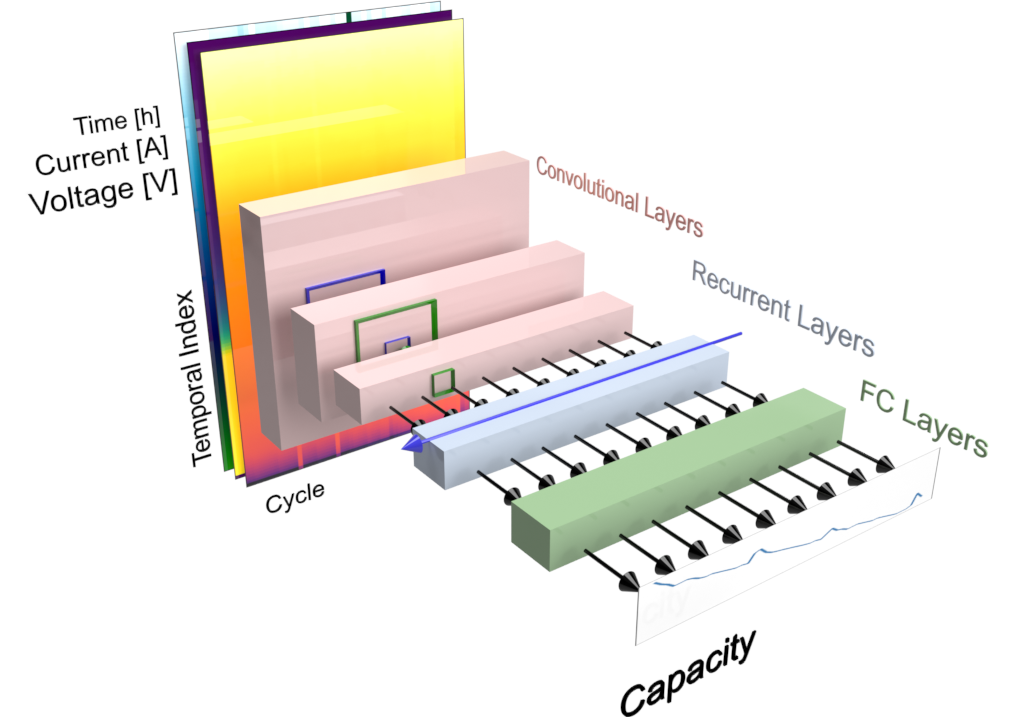 Time [h]
Current [A]
Voltage [V]
Temporal Index
Cycle
Convolutional Layers
Recurrent Layers
FC Layers
Capacity